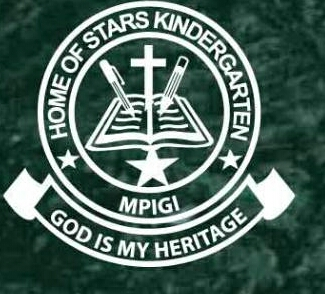 HOME OF STARS KINDERGARTEN
MPIGI
GOD IS MY HERITAGE